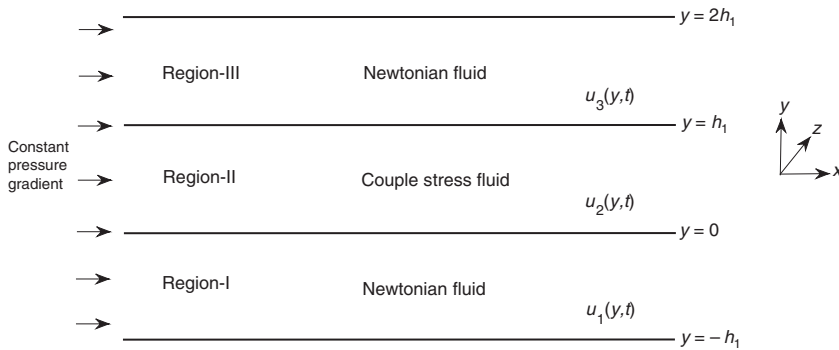 y = 2h₁
Region-III Newtonian fluid
u₃(y,t)
y = h₁
Constant
pressure
gradient
Region-II Couple stress fluid
u₂(y,t)
y = 0
Region-I Newtonian fluid
u₁(y,t)
y = – h₁
y
z
x